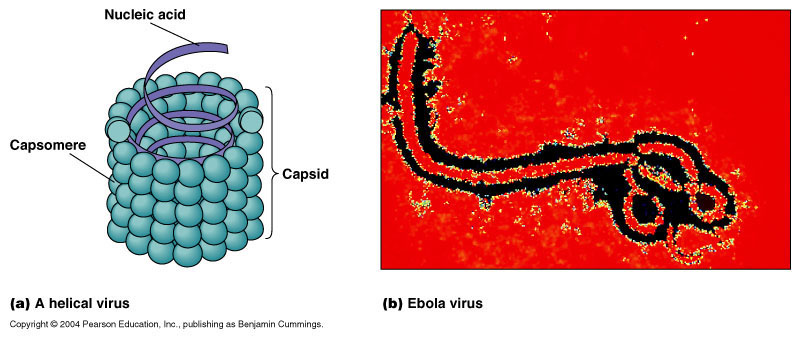 Nucleic acid
Capsomere
Capsid
(a) A helical virus
(b) Ebola virus
Copyright © 2004 Pearson Education, Inc., publishing as Benjamin Cummings.